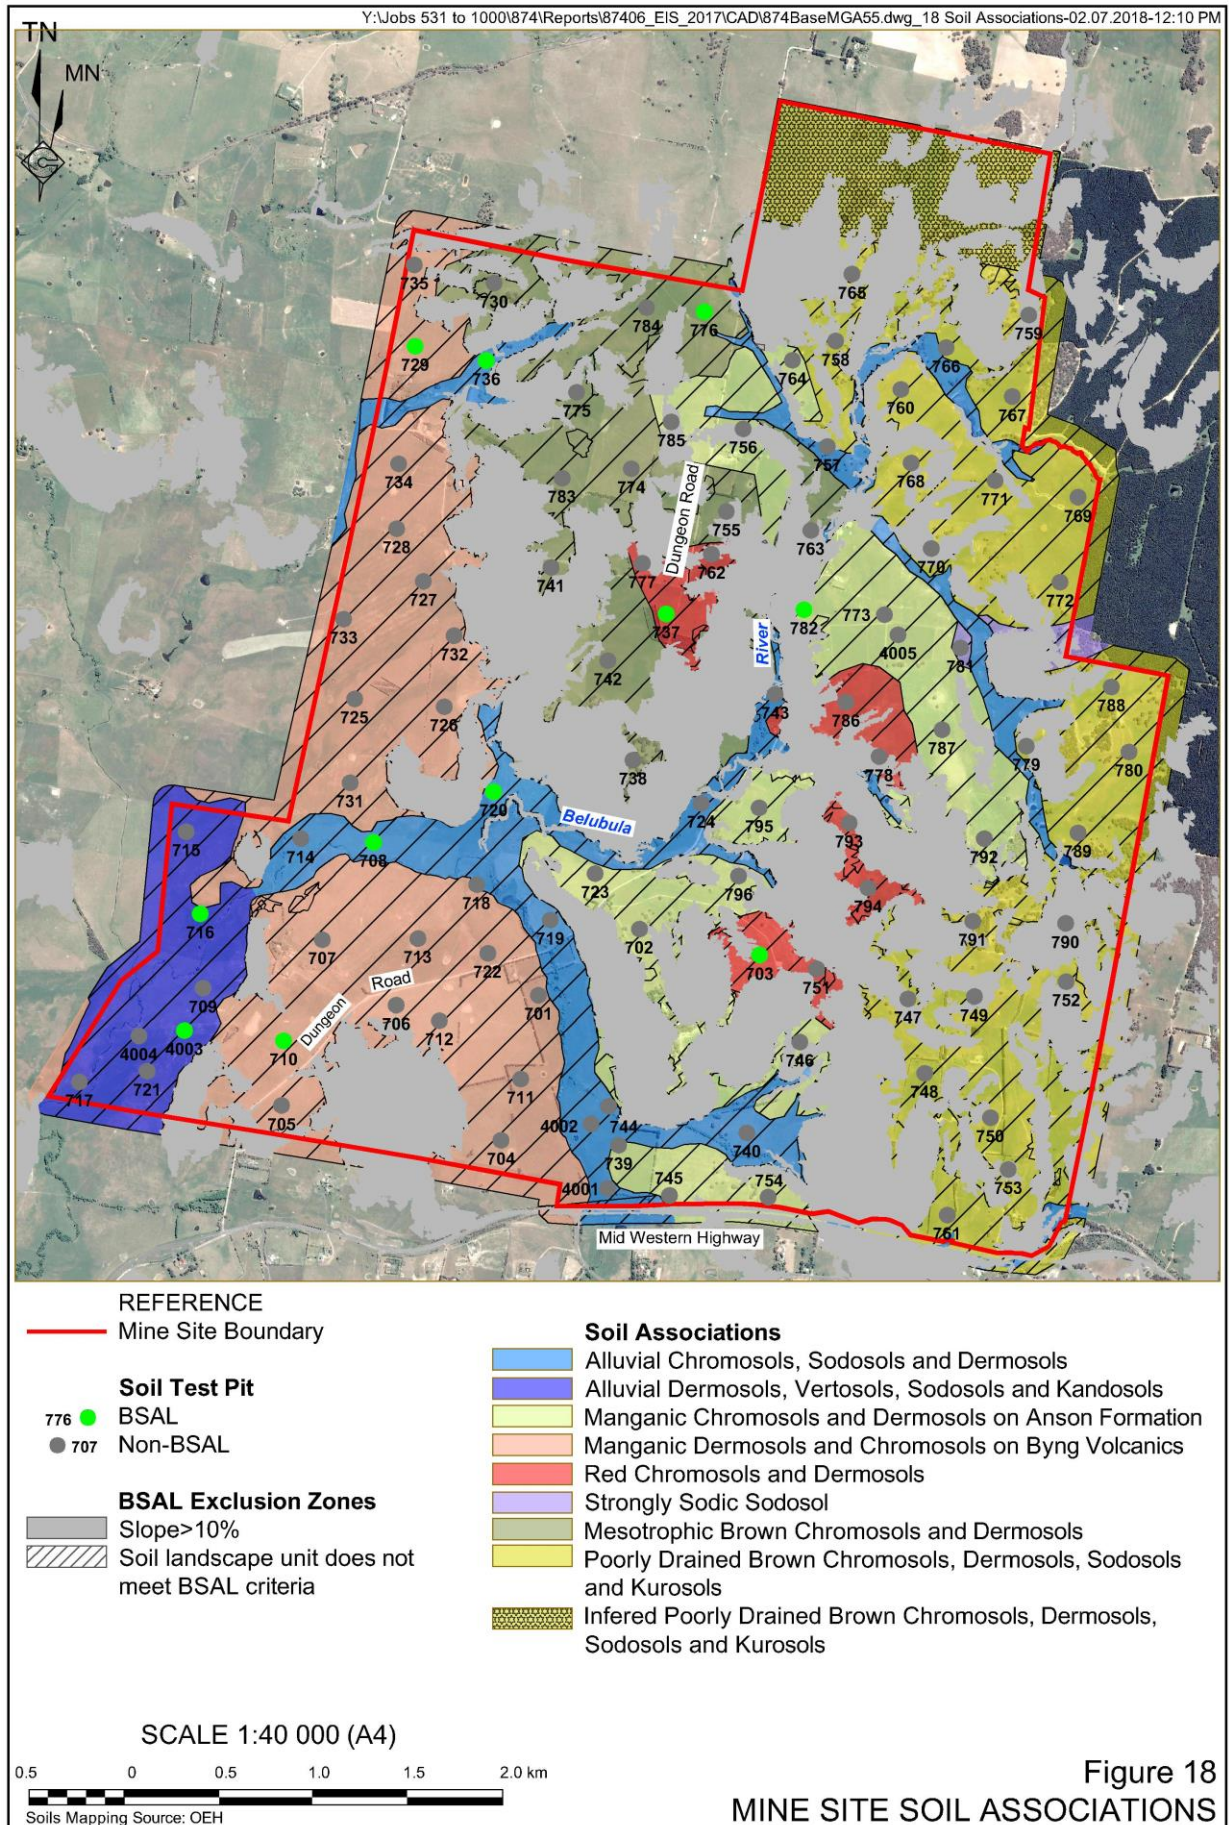 Y:\Jobs 531 to 1000\874\Reports\87406_EIS_2017\CAD\874BaseMGA55.dwg_18 Soil Associations-02.07.2018-12:10 PM
TN
MN
735
730
784
776
729
736
765
759
758
764
766
760
767
775
785
756
757
734
783
774
768
771
769
728
755
763
Dungeon Road
741
777
762
770
772
727
733
732
737
782
773
4005
781
River
742
725
726
743
786
788
787
779
780
778
738
731
720
Belubula
724
795
793
792
789
715
714
708
723
796
794
718
716
719
702
791
790
707
713
722
703
751
709
Road
706
701
747
749
752
4004
4003
710
Dungeon
712
746
717
721
711
748
705
4002
744
740
750
704
739
753
4001
745
754
761
Mid Western Highway
REFERENCE
Mine Site Boundary
Soil Test Pit
776 BSAL
707 Non-BSAL
BSAL Exclusion Zones
Slope>10%
Soil landscape unit does not
meet BSAL criteria
Soil Associations
Alluvial Chromosols, Sodosols and Dermosols
Alluvial Dermosols, Vertosols, Sodosols and Kandosols
Manganic Chromosols and Dermosols on Anson Formation
Manganic Dermosols and Chromosols on Byng Volcanics
Red Chromosols and Dermosols
Strongly Sodic Sodosol
Mesotrophic Brown Chromosols and Dermosols
Poorly Drained Brown Chromosols, Dermosols, Sodosols
and Kurosols
Infered Poorly Drained Brown Chromosols, Dermosols,
Sodosols and Kurosols
SCALE 1:40 000 (A4)
0.5 0 0.5 1.0 1.5 2.0 km
Soils Mapping Source: OEH
Figure 18
MINE SITE SOIL ASSOCIATIONS